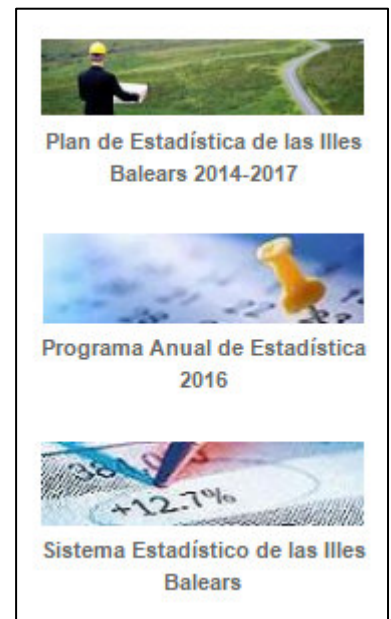 Plan de Estadística de las Illes
Balears 2014-2017
Programa Anual de Estadística
2016
+12.7%
Sistema Estadístico de las Illes
Balears